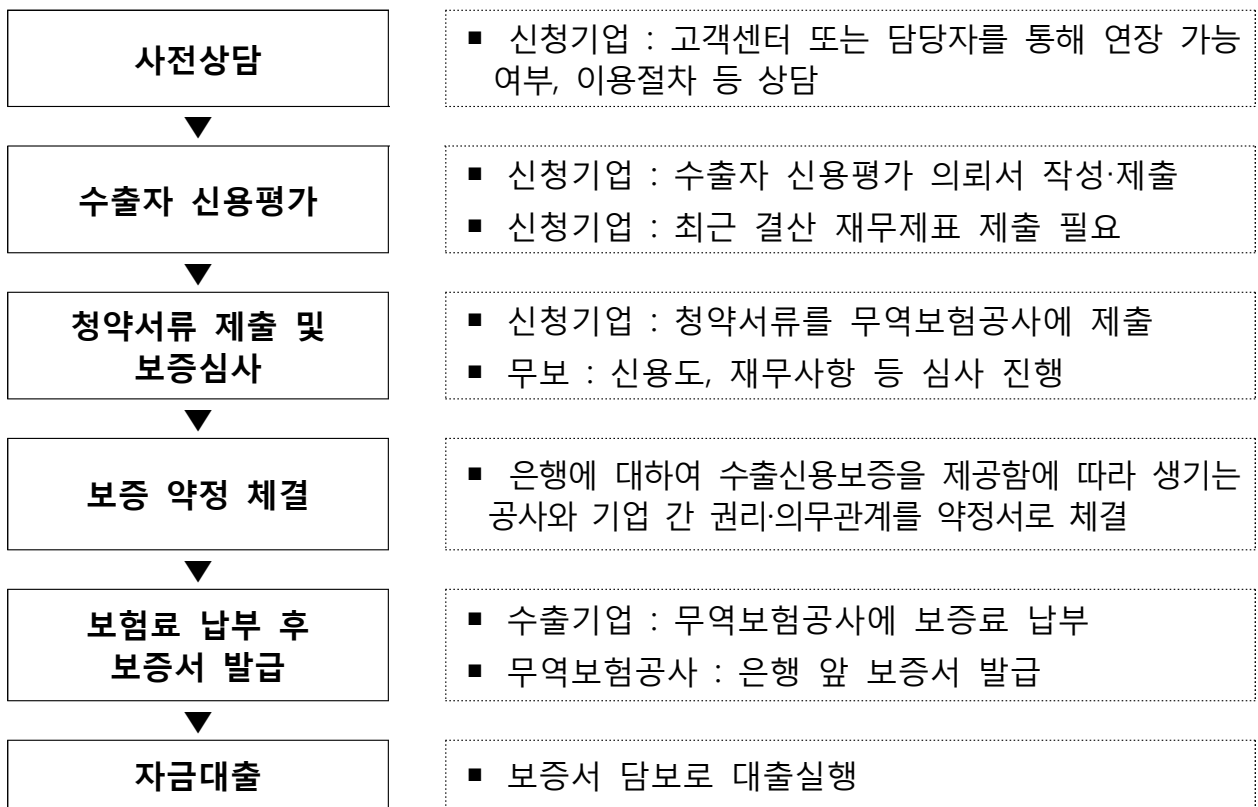 사전상담
■ 신청기업 : 고객센터 또는 담당자를 통해 연장 가능
여부, 이용절차 등 상담
▼
수출자 신용평가
■ 신청기업 : 수출자 신용평가 의뢰서 작성·제출
■ 신청기업 : 최근 결산 재무제표 제출 필요
▼
청약서류 제출 및
보증심사
■ 신청기업 : 청약서류를 무역보험공사에 제출
■ 무보 : 신용도, 재무사항 등 심사 진행
▼
보증 약정 체결
■ 은행에 대하여 수출신용보증을 제공함에 따라 생기는
공사와 기업 간 권리·의무관계를 약정서로 체결
▼
보험료 납부 후
보증서 발급
■ 수출기업 : 무역보험공사에 보증료 납부
■ 무역보험공사 : 은행 앞 보증서 발급
▼
자금대출
■ 보증서 담보로 대출실행